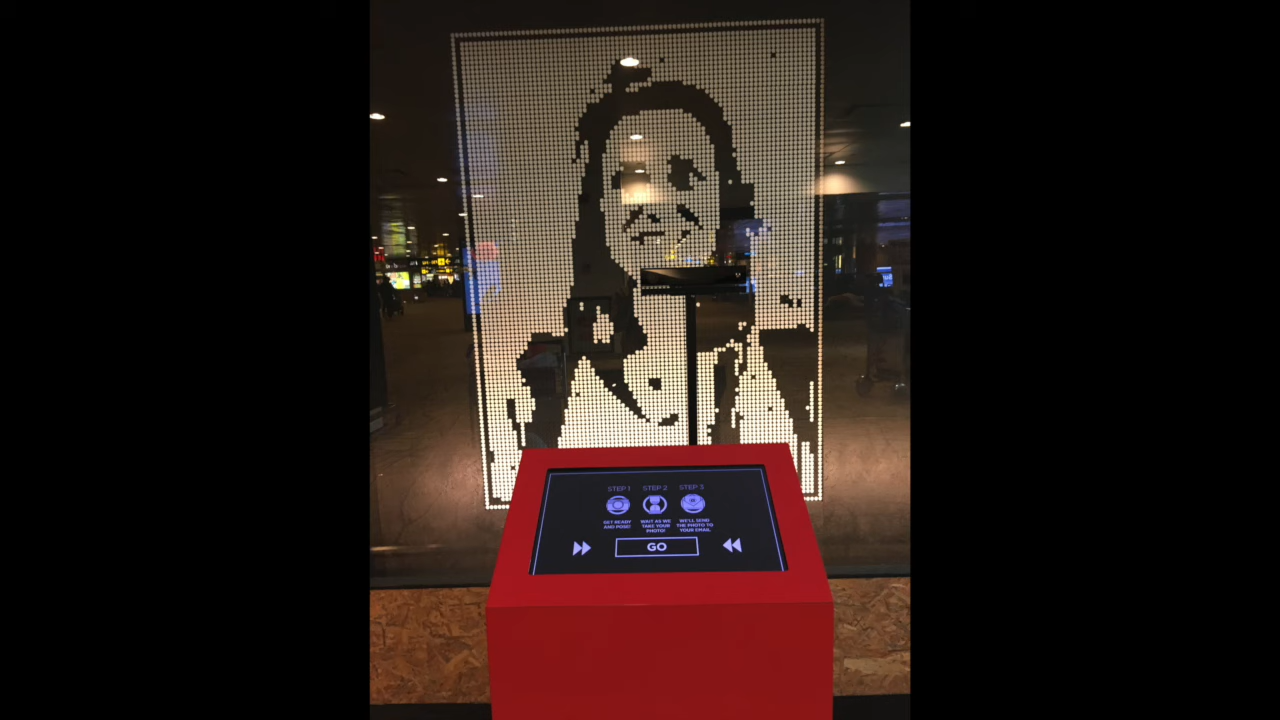 STEP 1 STEP 2 STEP 3
GET READY
AND POSE!
WAIT AS WE
TAKE YOUR
PHOTO!
WE'LL SEND
THE PHOTO TO
YOUR EMAIL
GO